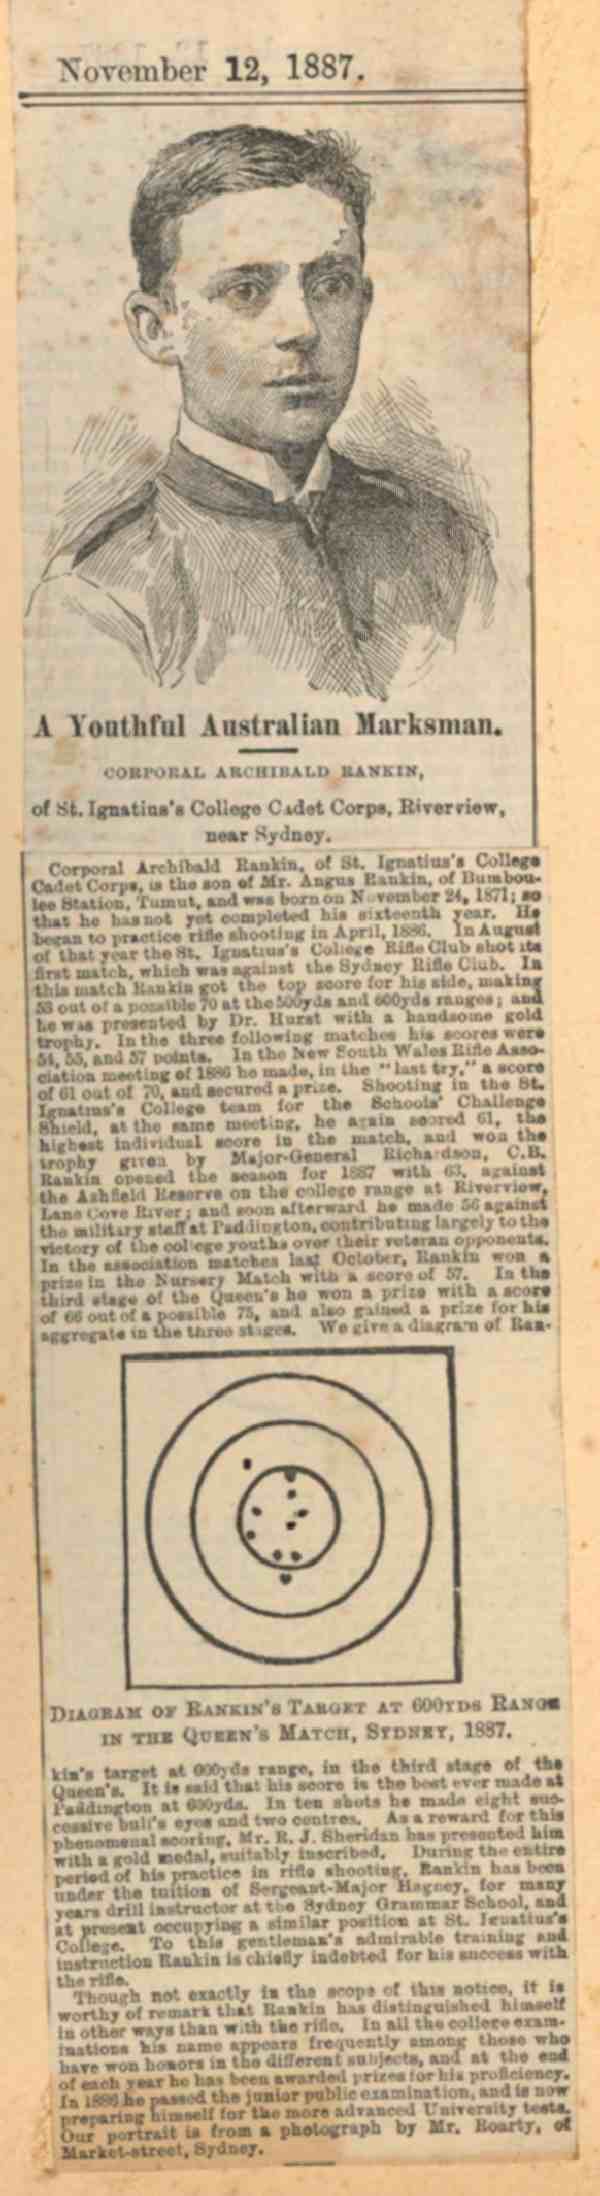 November 12, 1887.
A Youthful Australian Marksman.
CORPORAL ARCHIBALD RANKIN,
of St. Ignatius's College Cadet Corps, Riverview,
near Sydney.
Corporal Archibald Rankin, of St. Ignatius's College
Cadet Corps, is the son of Mr. Angus Rankin, of Bumbou-
lee Station, Tumut, and was born on November 24, 1871; so
that he has not yet completed his sixteenth year. He
began to practice rifle shooting in April, 1886. In August
of that year the St. Ignatius's College Rifle Club shot its
first match, which was against the Sydney Rifle Club. In
this match Rankin got the top score for his side, making
53 out of a possible 70 at the 500yds and 600yds ranges; and
he was presented by Dr. Hurst with a handsome gold
trophy. In the three following matches his scores were
54, 55, and 57 points. In the New South Wales Rifle Asso-
ciation meeting of 1886 he made, in the "last try," a score
of 61 out of 70, and secured a prize. Shooting in the St.
Ignatius's College team for the Schools' Challenge
Shield, at the same meeting, he again scored 61, the
highest individual score in the match, and won the
trophy given by Major-General Richardson, C.B.
Rankin opened the season for 1887 with 63, against
the Ashfield Reserve on the college range at Riverview,
Lane Cove River; and soon afterward he made 56 against
the military staff at Paddington, contributing largely to the
victory of the college youths over their veteran opponents.
In the association matches last October, Rankin won a
prize in the Nursery Match with a score of 57. In the
third stage of the Queen's he won a prize with a score
of 66 out of a possible 75, and also gained a prize for his
aggregate in the three stages. We give a diagram of Ran-
DIAGRAM OF RANKIN'S TARGET AT 600YDS RANGE
IN THE QUEEN'S MATCH, SYDNEY, 1887.
kin's target at 600yds range, in the third stage of the
Queen's. It is said that his score is the best ever made at
Paddington at 600yds. In ten shots he made eight suc-
cessive bull's eyes and two centres. As a reward for this
phenomenal scoring, Mr. R. J. Sheridan has presented him
with a gold medal, suitably inscribed. During the entire
period of his practice in rifle shooting, Rankin has been
under the tuition of Sergeant-Major Hagney, for many
years drill instructor at the Sydney Grammar School, and
at present occupying a similar position at St. Ignatius's
College. To this gentleman's admirable training and
instruction Rankin is chiefly indebted for his success with
the rifle.
Though not exactly in the scope of this notice, it is
worthy of remark that Rankin has distinguished himself
in other ways than with the rifle. In all the college exam-
inations his name appears frequently among those who
have won honors in the different subjects, and at the end
of each year he has been awarded prizes for his proficiency.
In 1886 he passed the junior public examination, and is now
preparing himself for the more advanced University tests.
Our portrait is from a photograph by Mr. Roarty, of
Market-street, Sydney.